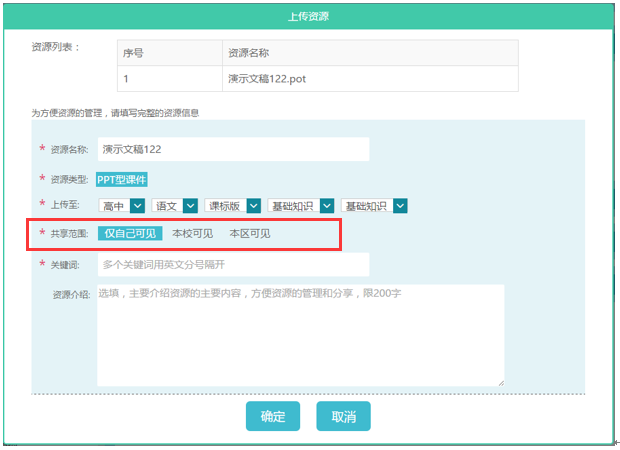 上传资源
资源列表：
序号 资源名称
1 演示文稿122.pot
为方便资源的管理，请填写完整的资源信息
* 资源名称: 演示文稿122
* 资源类型: PPT型课件
* 上传至: 高中 语文 课标版 基础知识 基础知识
* 共享范围: 仅自己可见 本校可见 本区可见
* 关键词: 多个关键词用英文分号隔开
资源介绍: 选填，主要介绍资源的主要内容，方便资源的管理和分享，限200字
确定 取消